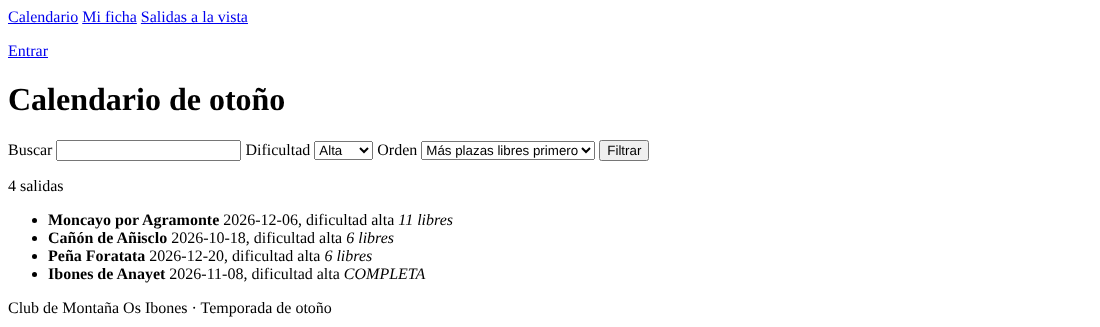 Calendario Mi ficha Salidas a la vista
Entrar
Calendario de otoño
Buscar Dificultad Alta Orden Más plazas libres primero Filtrar
4 salidas
Moncayo por Agramonte 2026-12-06, dificultad alta 11 libres
Cañón de Añisclo 2026-10-18, dificultad alta 6 libres
Peña Foratata 2026-12-20, dificultad alta 6 libres
Ibones de Anayet 2026-11-08, dificultad alta COMPLETA
Club de Montaña Os Ibones · Temporada de otoño